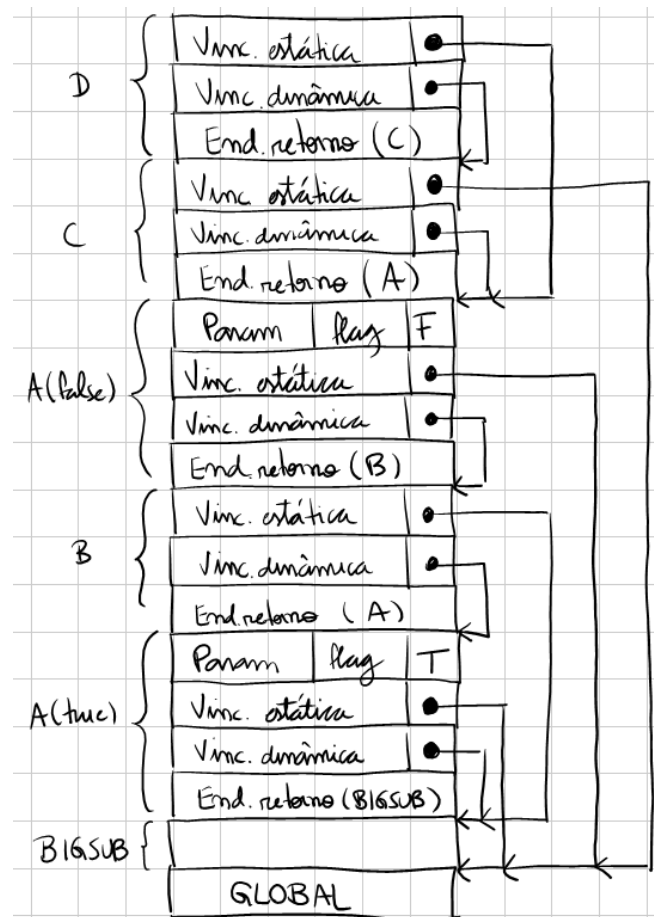 Vinc. estática
D
Vinc. dinâmica
End. retorno (C)
Vinc. estática
C
Vinc. dinâmica
End. retorno (A)
Param flag F
A(false)
Vinc. estática
Vinc. dinâmica
End. retorno (B)
Vinc. estática
B
Vinc. dinâmica
End. retorno (A)
Param flag T
A(true)
Vinc. estática
Vinc. dinâmica
End. retorno (BIGSUB)
BIGSUB
GLOBAL